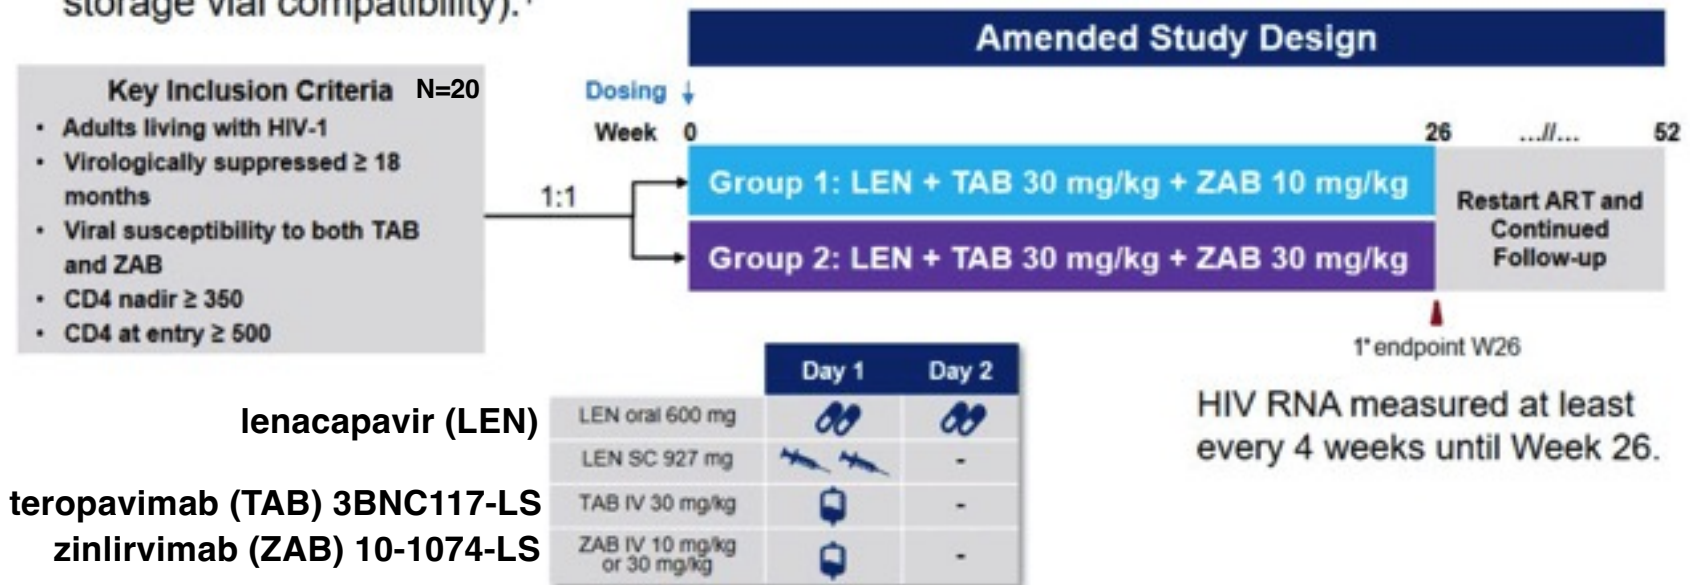 storage vial compatibility).
Amended Study Design
Key Inclusion Criteria N=20
• Adults living with HIV-1
• Virologically suppressed ≥ 18
months
• Viral susceptibility to both TAB
and ZAB
• CD4 nadir ≥ 350
• CD4 at entry ≥ 500
1:1
Dosing ↓
Week 0 26 ...//... 52
Group 1: LEN + TAB 30 mg/kg + ZAB 10 mg/kg
Group 2: LEN + TAB 30 mg/kg + ZAB 30 mg/kg
Restart ART and
Continued
Follow-up
1° endpoint W26
HIV RNA measured at least
every 4 weeks until Week 26.
Day 1 Day 2
lenacapavir (LEN)
LEN oral 600 mg
LEN SC 927 mg -
teropavimab (TAB) 3BNC117-LS
TAB IV 30 mg/kg -
zinlirvimab (ZAB) 10-1074-LS
ZAB IV 10 mg/kg
or 30 mg/kg -